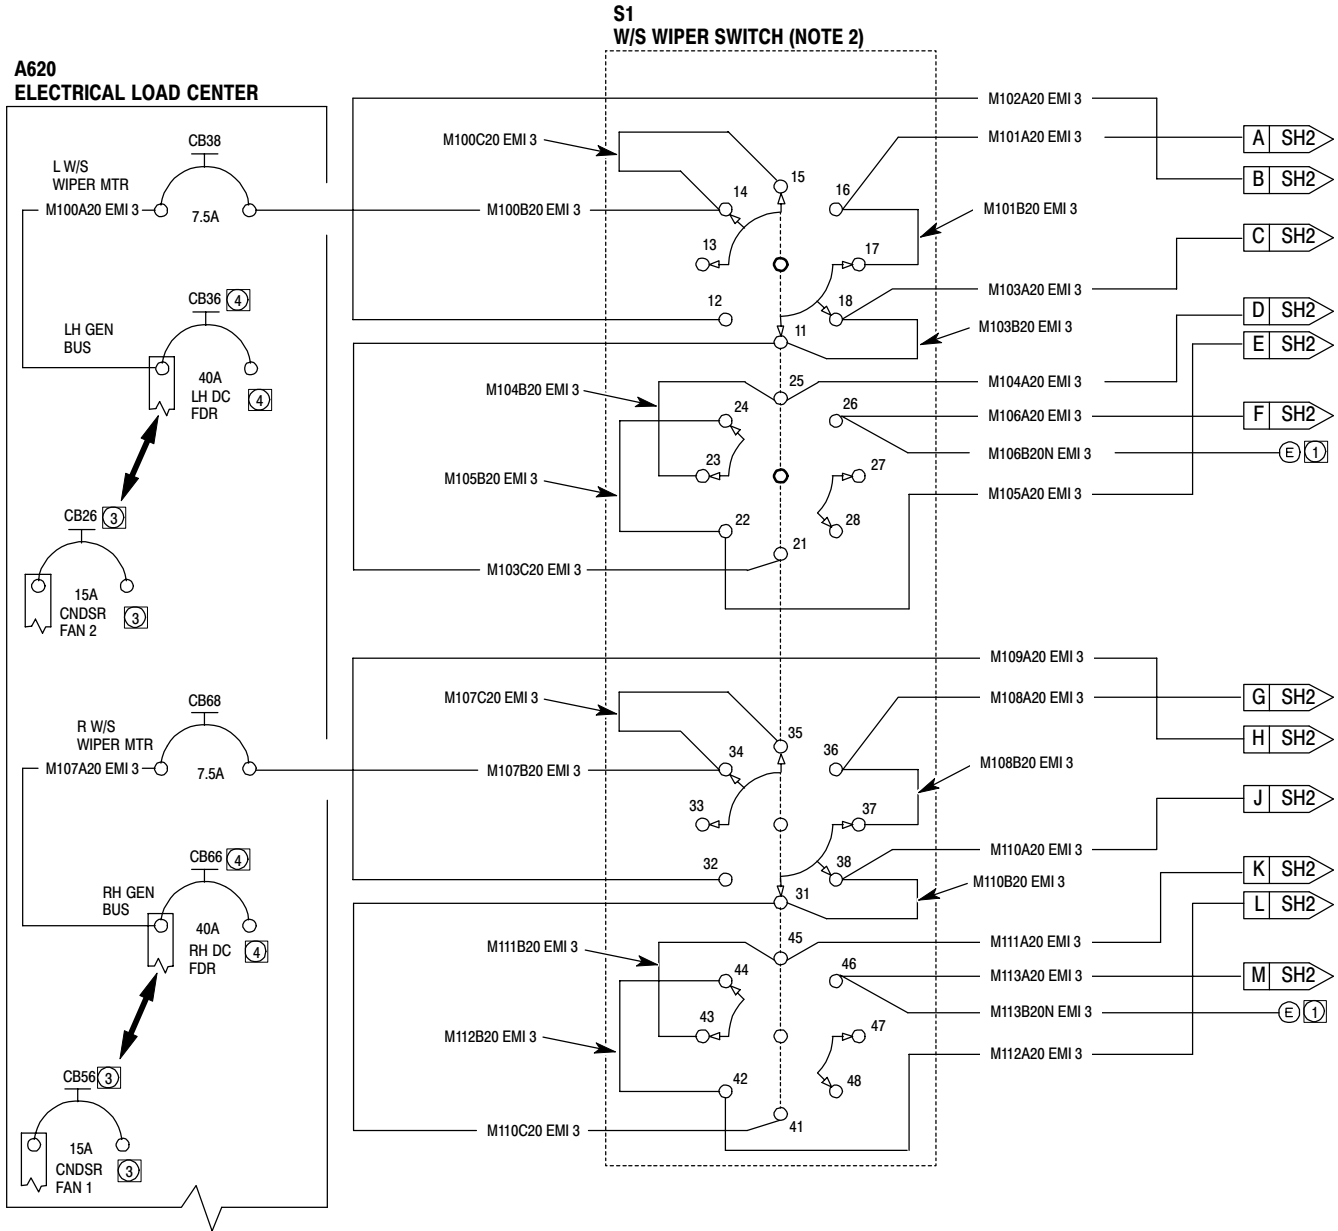 S1
W/S WIPER SWITCH (NOTE 2)
A620
ELECTRICAL LOAD CENTER
CB38
L W/S
WIPER MTR
M100A20 EMI 3
7.5A
CB36 4
LH GEN
BUS
40A
LH DC
FDR
4
CB26 3
15A
CNDSR
FAN 2
3
CB68
R W/S
WIPER MTR
M107A20 EMI 3
7.5A
CB66 4
RH GEN
BUS
40A
RH DC
FDR
4
CB56 3
15A
CNDSR
FAN 1
3
M100C20 EMI 3
M100B20 EMI 3
M104B20 EMI 3
M105B20 EMI 3
M103C20 EMI 3
M107C20 EMI 3
M107B20 EMI 3
M111B20 EMI 3
M112B20 EMI 3
M110C20 EMI 3
15
14
16
13
17
12
18
11
25
24
26
23
27
22
28
21
35
34
36
33
37
32
38
31
45
44
46
43
47
42
48
41
M102A20 EMI 3
M101A20 EMI 3
M101B20 EMI 3
M103A20 EMI 3
M103B20 EMI 3
M104A20 EMI 3
M106A20 EMI 3
M106B20N EMI 3
M105A20 EMI 3
M109A20 EMI 3
M108A20 EMI 3
M108B20 EMI 3
M110A20 EMI 3
M110B20 EMI 3
M111A20 EMI 3
M113A20 EMI 3
M113B20N EMI 3
M112A20 EMI 3
A SH2
B SH2
C SH2
D SH2
E SH2
F SH2
E 1
G SH2
H SH2
J SH2
K SH2
L SH2
M SH2
E 1